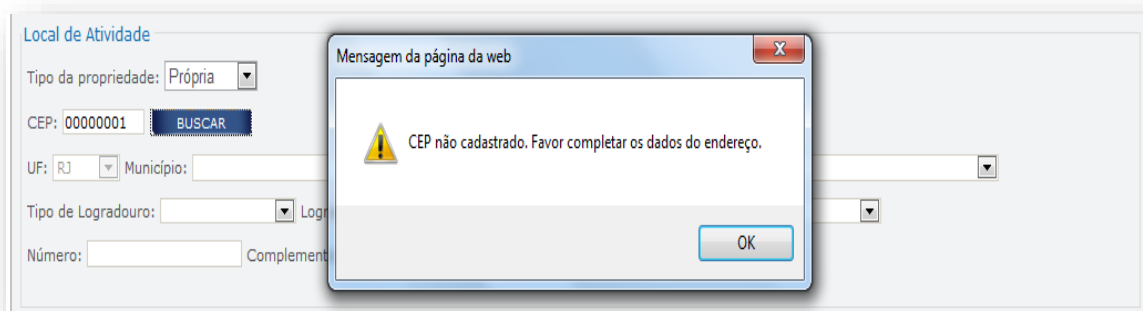 Local de Atividade
Mensagem da página da web
Tipo da propriedade: Própria
CEP: 00000001 BUSCAR
CEP não cadastrado. Favor completar os dados do endereço.
UF: RJ Município:
Tipo de Logradouro: Logr
OK
Número: Complement